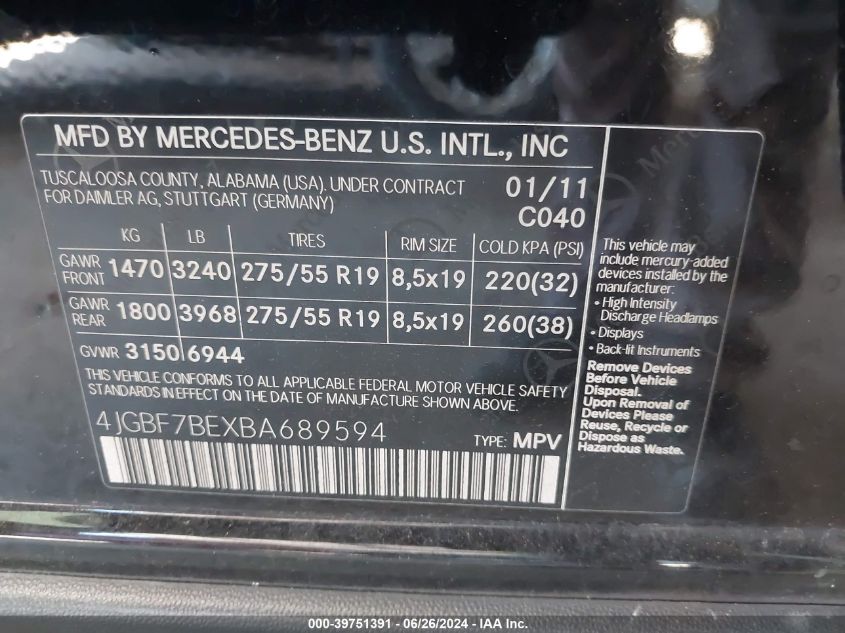 MFD BY MERCEDES-BENZ U.S. INTL., INC
TUSCALOOSA COUNTY, ALABAMA (USA). UNDER CONTRACT
FOR DAIMLER AG, STUTTGART (GERMANY)
01/11
C040
KG LB TIRES RIM SIZE COLD KPA (PSI)
GAWR FRONT 1470 3240 275/55 R19 8,5x19 220(32)
GAWR REAR 1800 3968 275/55 R19 8,5x19 260(38)
GVWR 3150 6944
THIS VEHICLE CONFORMS TO ALL APPLICABLE FEDERAL MOTOR VEHICLE SAFETY
STANDARDS IN EFFECT ON THE DATE OF MANUFACTURE SHOWN ABOVE.
4JGBF7BEXBA689594
TYPE: MPV
This vehicle may
include mercury-added
devices installed by the
manufacturer:
• High Intensity
Discharge Headlamps
• Displays
• Back-lit Instruments
Remove Devices
Before Vehicle
Disposal.
Upon Removal of
Devices Please
Reuse, Recycle or
Dispose as
Hazardous Waste.
000-39751391 - 06/26/2024 - IAA Inc.